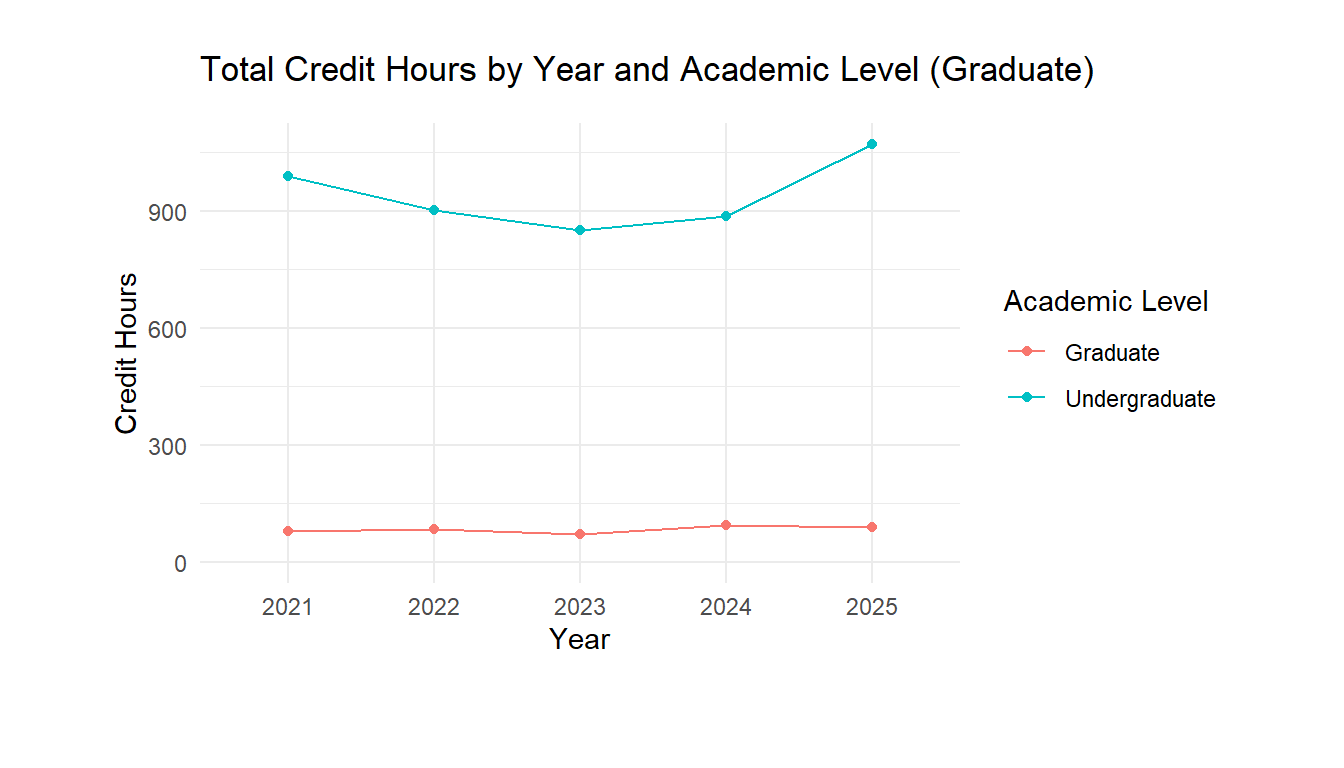 Total Credit Hours by Year and Academic Level (Graduate)
Credit Hours
900
600
300
0
2021 2022 2023 2024 2025
Year
Academic Level
Graduate
Undergraduate